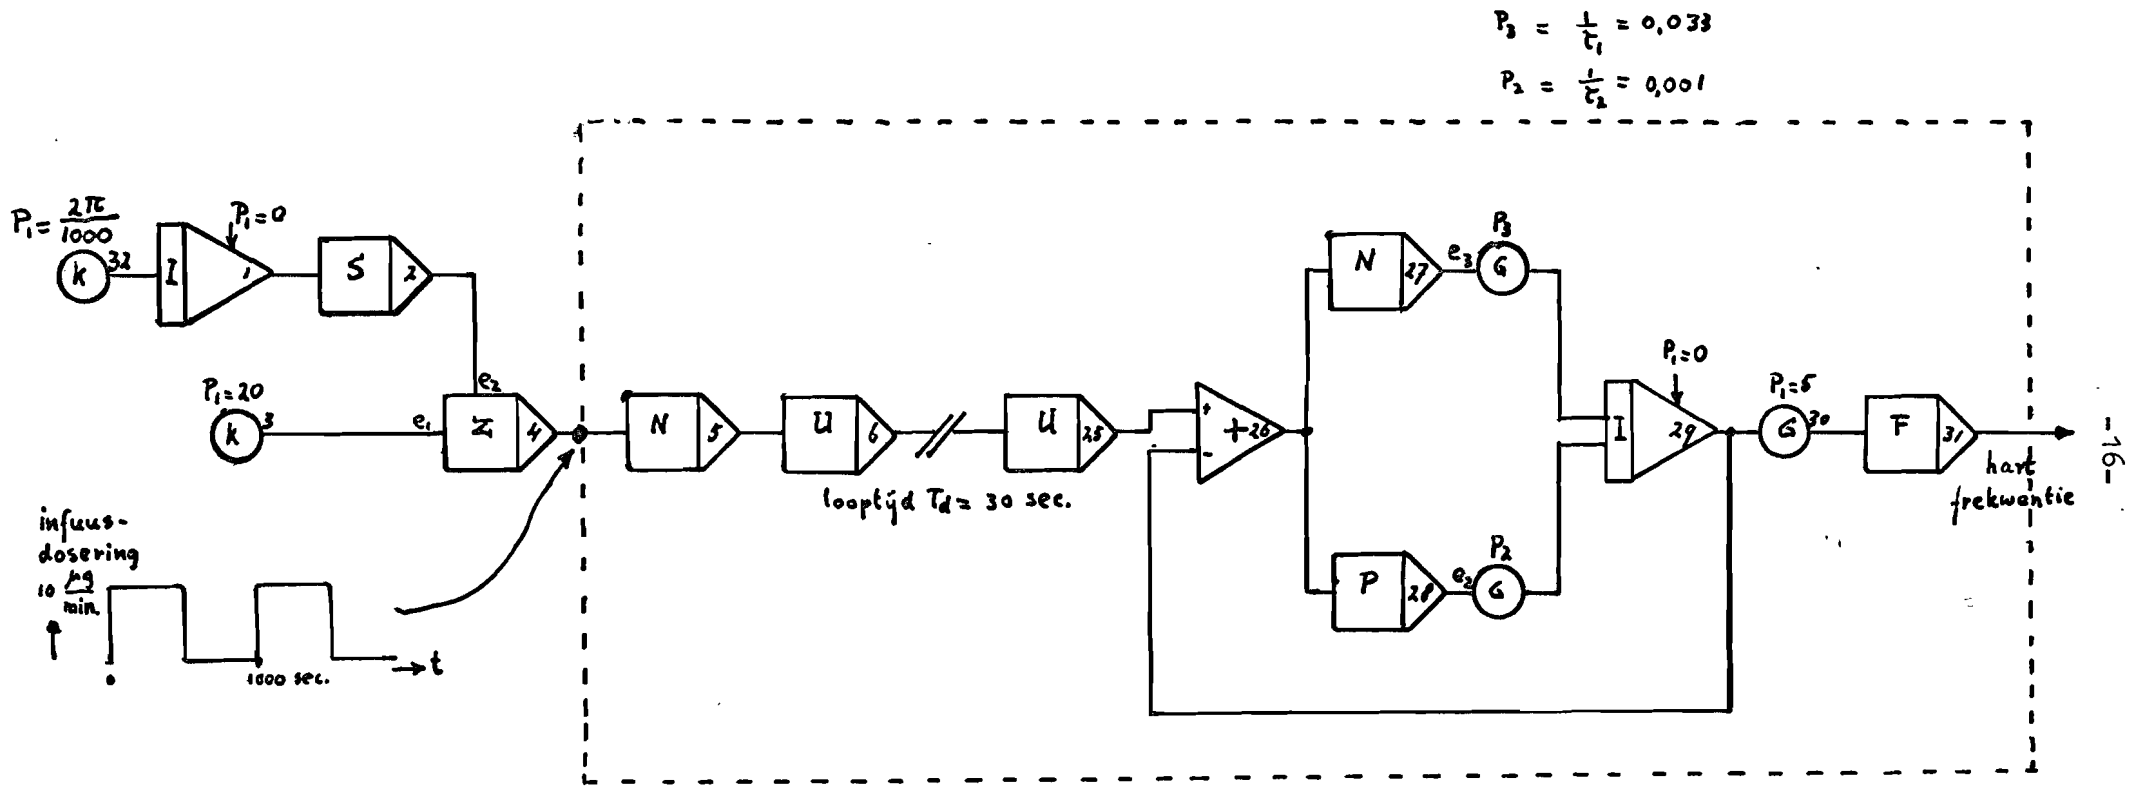 P₃ = 1/τ₁ = 0,033
P₂ = 1/τ₂ = 0,001
P₁ = 2π/1000
K 32
P₁=0
I 1
S 2
P₁=20
K 3
e₁
e₂
Z 4
N 5
U 6
U 25
looptijd Td = 30 sec.
+
-
+26
N 27
e₃
P₃
G
P 28
e₂
P₂
G
P₁=0
I 29
P₁=5
G 30
F 31
hart
frekwentie
infuus-
dosering
10 µg/min.
0
1000 sec.
t
-16-